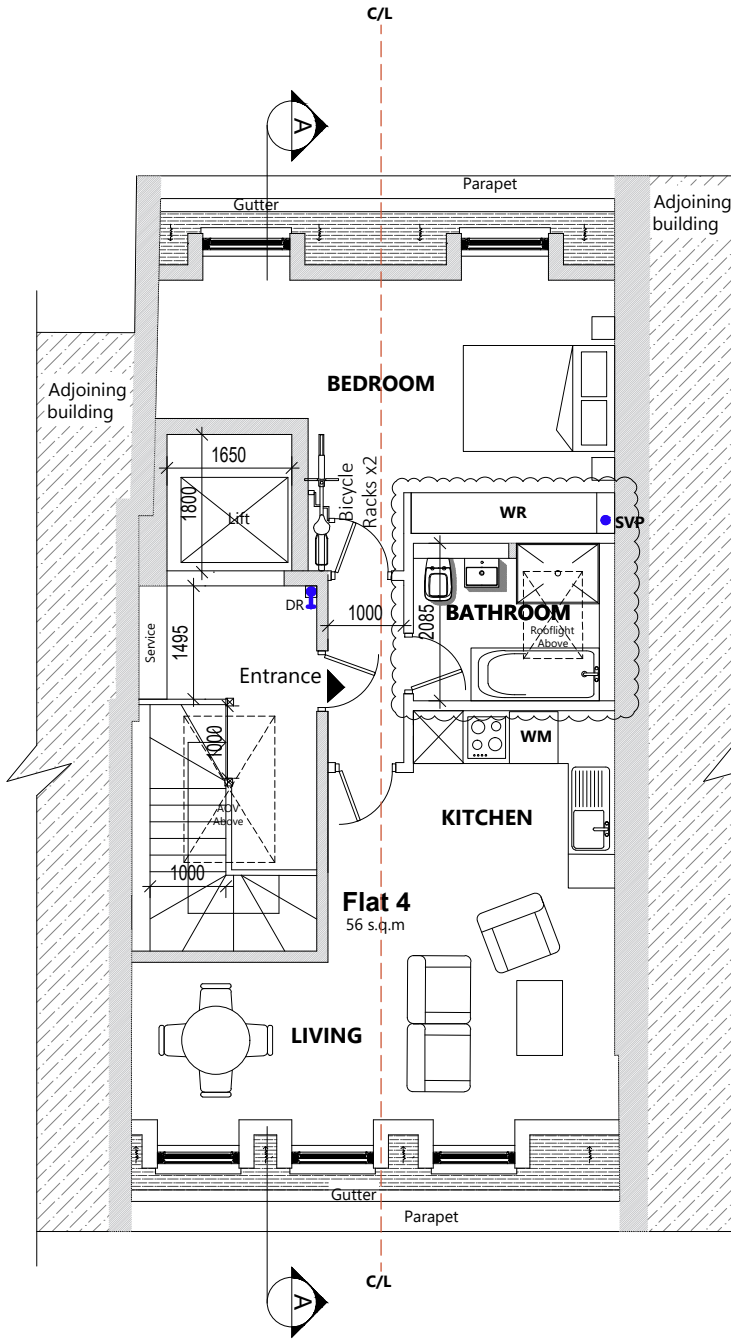 C/L
A
Parapet
Gutter
Adjoining
building
Adjoining
building
BEDROOM
1650
1800
Lift
Bicycle
Racks x2
WR
SVP
DR
1000
2085
BATHROOM
Rooflight
Above
Service
1495
Entrance
1000
WM
AOV
Above
KITCHEN
1000
Flat 4
56 s.q.m
LIVING
Gutter
Parapet
C/L
A